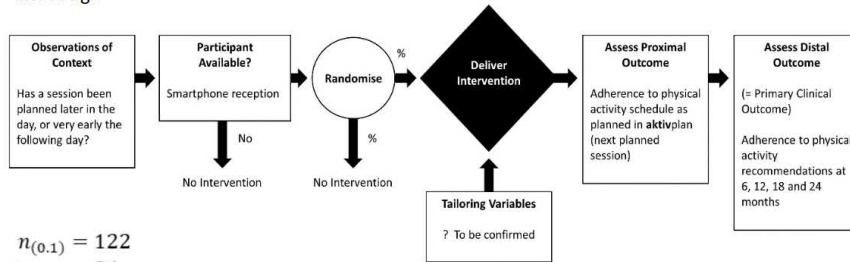 Observations of
Context
Has a session been
planned later in the
day, or very early the
following day?
Participant
Available?
Smartphone reception
No
No Intervention
Randomise
%
%
No Intervention
Deliver
Intervention
Tailoring Variables
? To be confirmed
Assess Proximal
Outcome
Adherence to physical
activity schedule as
planned in aktivplan
(next planned
session)
Assess Distal
Outcome
(= Primary Clinical
Outcome)
Adherence to physical
activity
recommendations at
6, 12, 18 and 24
months
n(0.1) = 122